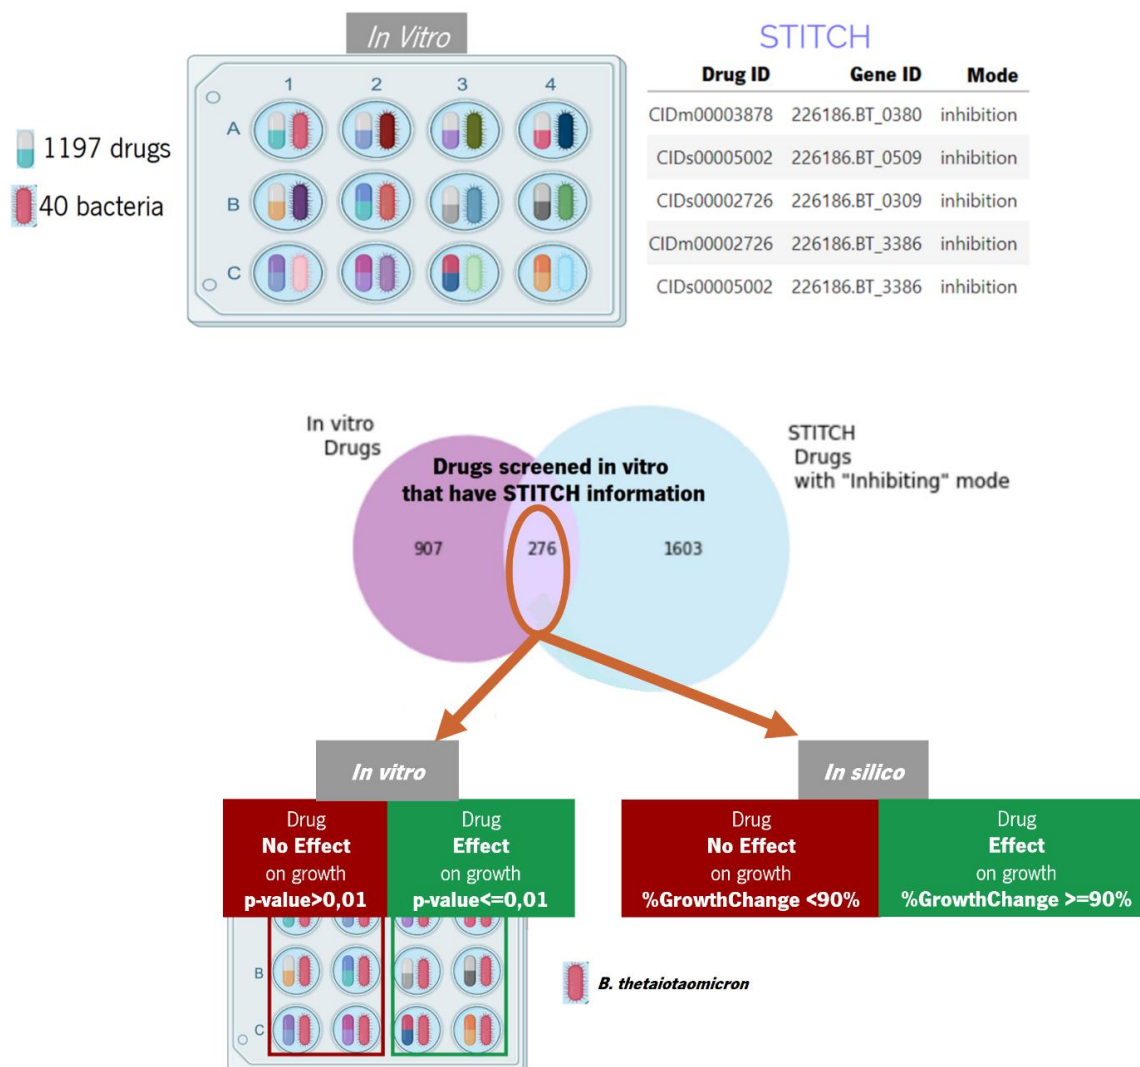 In Vitro
1 2 3 4
A
B
C
1197 drugs
40 bacteria
STITCH
Drug ID Gene ID Mode
CIDm00003878 226186.BT_0380 inhibition
CIDs00005002 226186.BT_0509 inhibition
CIDs00002726 226186.BT_0309 inhibition
CIDm00002726 226186.BT_3386 inhibition
CIDs00005002 226186.BT_3386 inhibition
In vitro
Drugs
STITCH
Drugs
with "Inhibiting" mode
Drugs screened in vitro
that have STITCH information
907 276 1603
In vitro
Drug
No Effect
on growth
p-value>0,01
Drug
Effect
on growth
p-value<=0,01
In silico
Drug
No Effect
on growth
%GrowthChange <90%
Drug
Effect
on growth
%GrowthChange >=90%
B
C
B. thetaiotaomicron